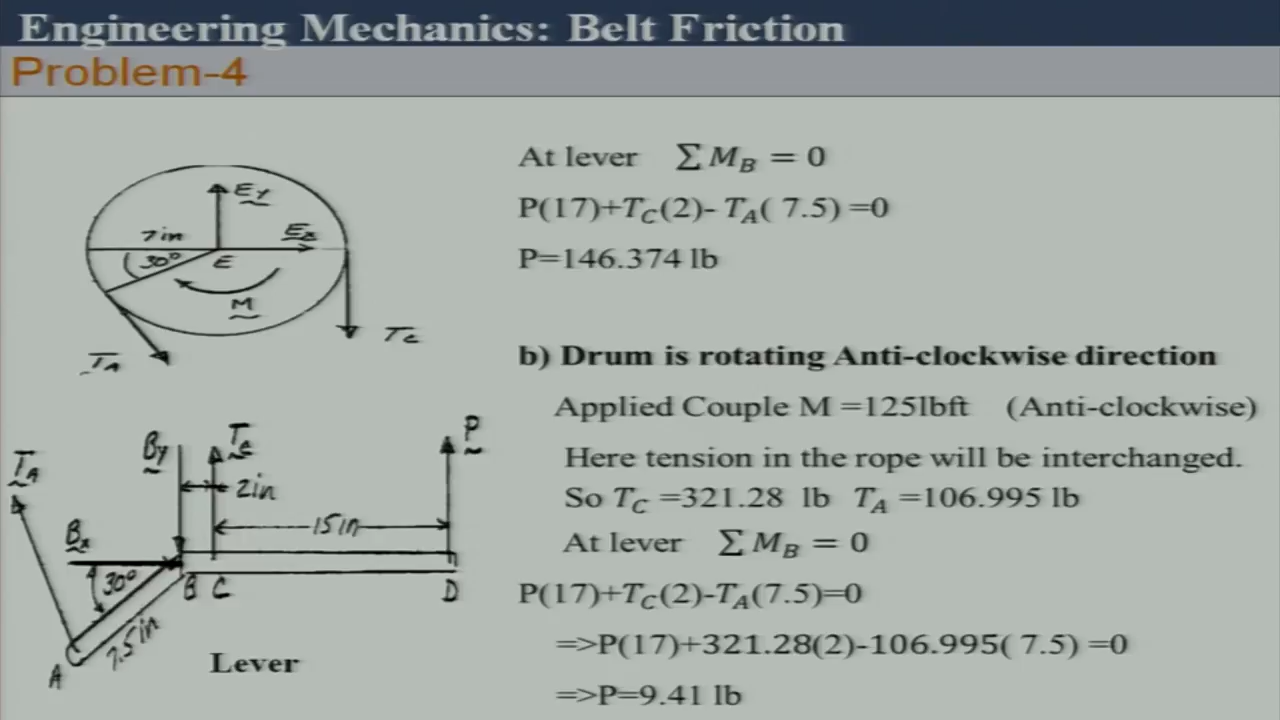 Engineering Mechanics: Belt Friction
Problem-4
At lever ∑M_B = 0
P(17)+T_C(2)- T_A( 7.5) =0
P=146.374 lb
b) Drum is rotating Anti-clockwise direction
Applied Couple M =125lbft (Anti-clockwise)
Here tension in the rope will be interchanged.
So T_C =321.28 lb T_A =106.995 lb
At lever ∑M_B = 0
P(17)+T_C(2)-T_A(7.5)=0
=>P(17)+321.28(2)-106.995( 7.5) =0
=>P=9.41 lb
E_Y
7in
E_x
30°
E
M
T_A
T_C
B_y
T_C
P
T_A
2in
B_x
15in
30°
B
C
D
7.5in
A
Lever